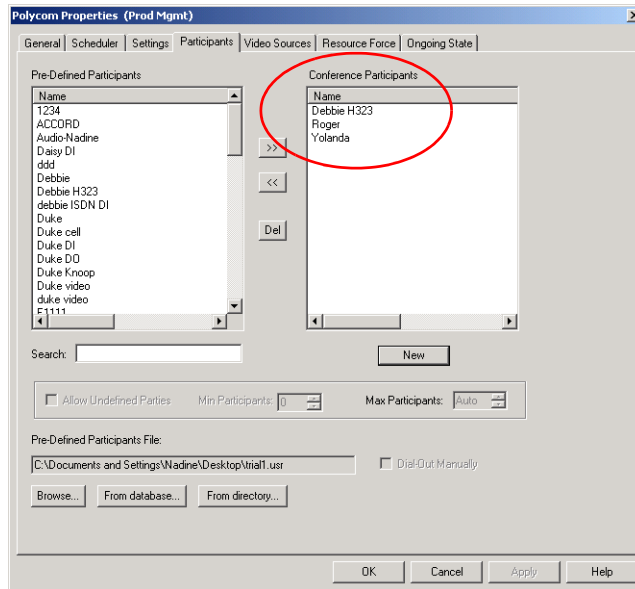 Polycom Properties (Prod Mgmt)
General Scheduler Settings Participants Video Sources Resource Force Ongoing State
Pre-Defined Participants
Name
1234
ACCORD
Audio-Nadine
Daisy DI
ddd
Debbie
Debbie H323
debbie ISDN DI
Duke
Duke cell
Duke DI
Duke DO
Duke Knoop
Duke video
duke video
F1111
>>
<<
Del
Conference Participants
Name
Debbie H323
Roger
Yolanda
Search:
New
Allow Undefined Parties Min Participants: 0 Max Participants: Auto
Pre-Defined Participants File:
C:\Documents and Settings\Nadine\Desktop\trial1.usr
Dial-Out Manually
Browse... From database... From directory...
OK Cancel Apply Help